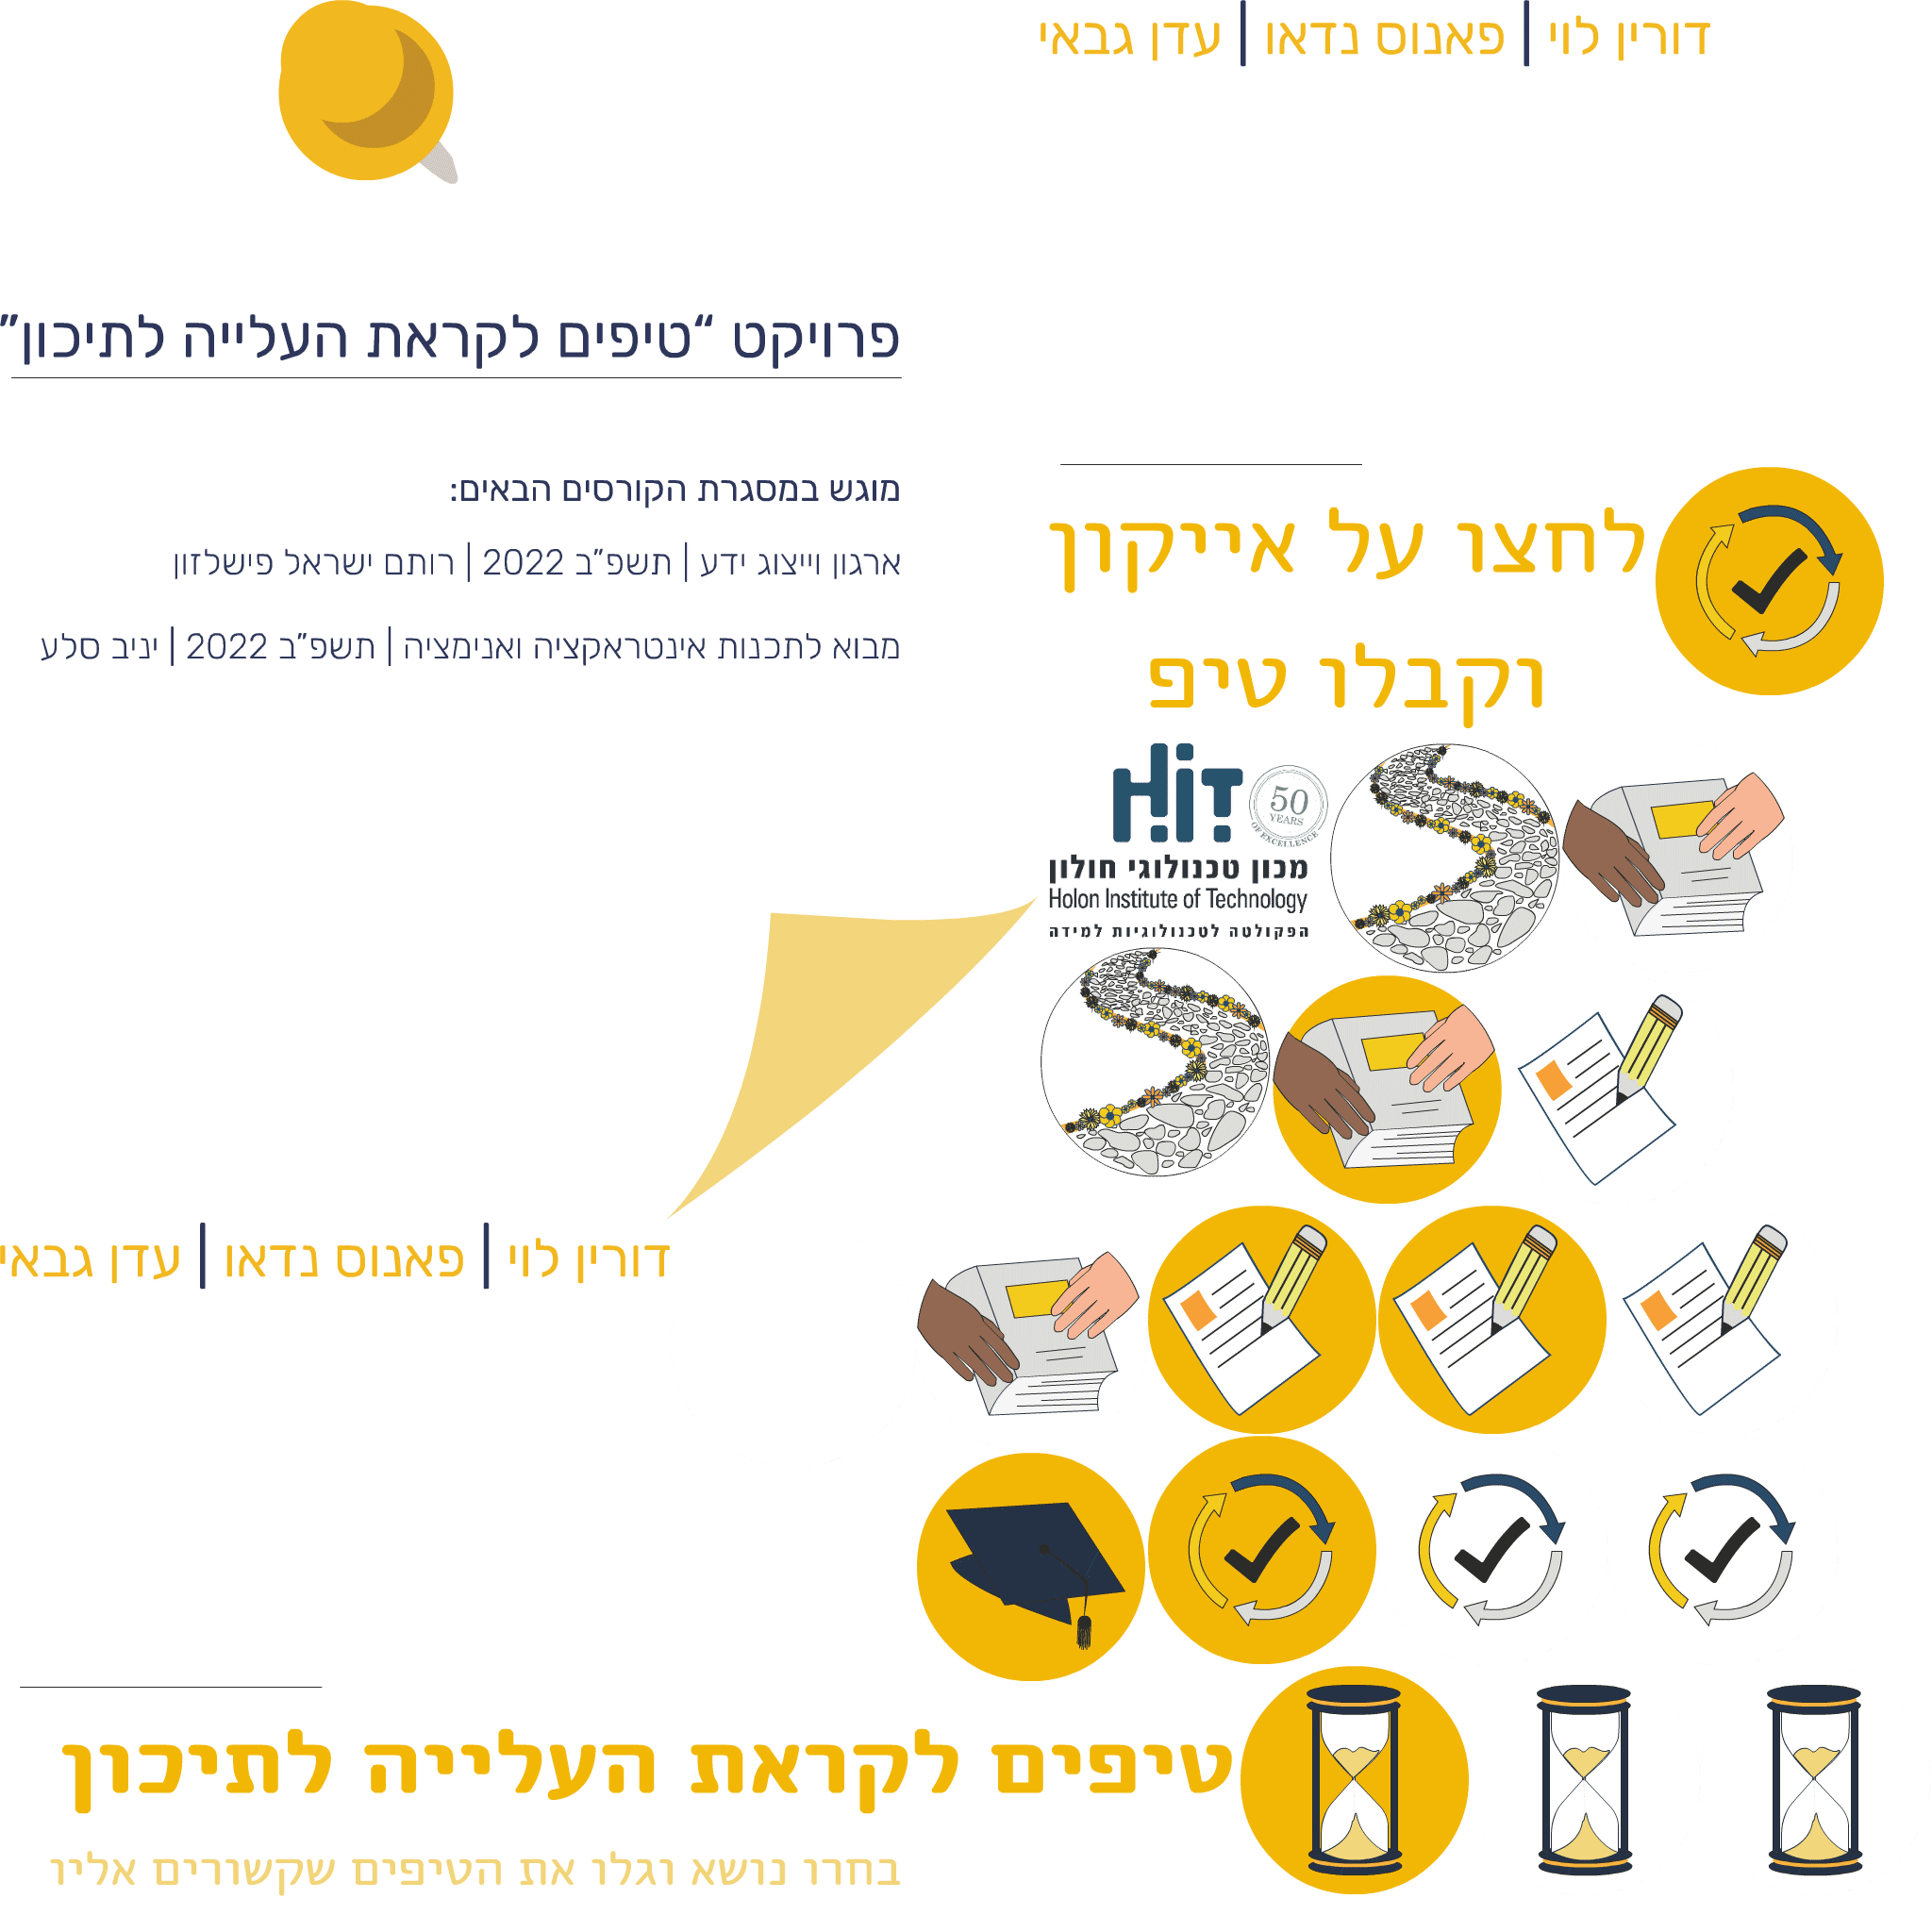 דורין לוי | פאנוס נדאו | עדן גבאי
פרויקט “טיפים לקראת העלייה לתיכון”
מוגש במסגרת הקורסים הבאים:
ארגון וייצוג ידע | תשפ”ב 2022 | רותם ישראל פישלזון
מבוא לתכנות אינטראקציה ואנימציה | תשפ”ב 2022 | יניב סלע
לחצו על אייקון
וקבלו טיפ
HiT
50
YEARS
OF EXCELLENCE
מכון טכנולוגי חולון
Holon Institute of Technology
הפקולטה לטכנולוגיות למידה
דורין לוי | פאנוס נדאו | עדן גבאי
טיפים לקראת העלייה לתיכון
בחרו נושא וגלו את הטיפים שקשורים אליו